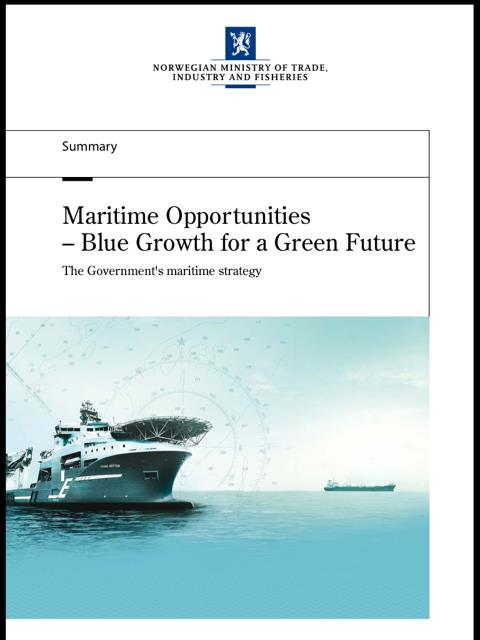 NORWEGIAN MINISTRY OF TRADE,
INDUSTRY AND FISHERIES
Summary
Maritime Opportunities
– Blue Growth for a Green Future
The Government's maritime strategy